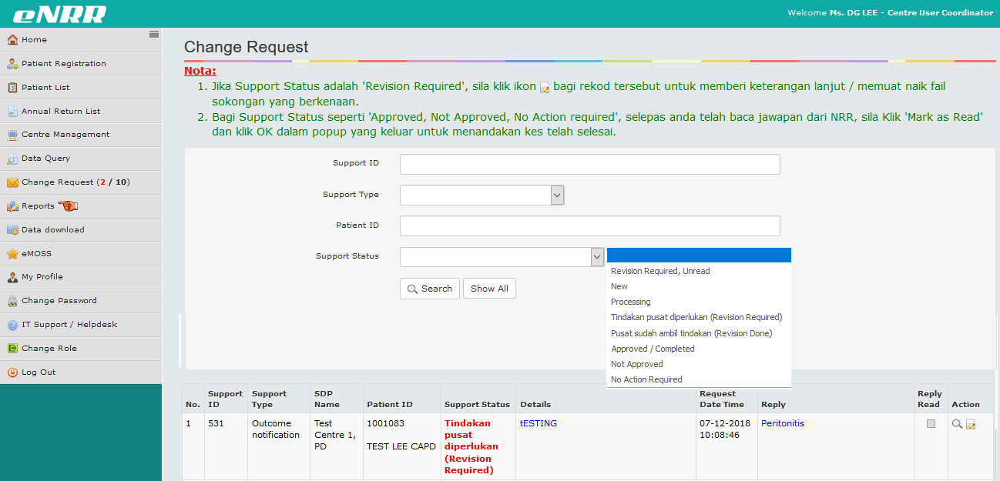 eNRR
Welcome Ms. DG LEE - Centre User Coordinator
Home
Patient Registration
Patient List
Annual Return List
Centre Management
Data Query
Change Request (2 / 10)
Reports
Data download
eMOSS
My Profile
Change Password
IT Support / Helpdesk
Change Role
Log Out
Change Request
Nota:
1. Jika Support Status adalah 'Revision Required', sila klik ikon bagi rekod tersebut untuk memberi keterangan lanjut / memuat naik fail
sokongan yang berkenaan.
2. Bagi Support Status seperti 'Approved, Not Approved, No Action required', selepas anda telah baca jawapan dari NRR, sila Klik 'Mark as Read'
dan klik OK dalam popup yang keluar untuk menandakan kes telah selesai.
Support ID
Support Type
Patient ID
Support Status
Search Show All
Revision Required, Unread
New
Processing
Tindakan pusat diperlukan (Revision Required)
Pusat sudah ambil tindakan (Revision Done)
Approved / Completed
Not Approved
No Action Required
No. Support ID Support Type SDP Name Patient ID Support Status Details Request Date Time Reply Reply Read Action
1 531 Outcome Test 1001083 Tindakan tESTING 07-12-2018 Peritonitis
notification Centre 1, pusat 10:08:46
PD TEST LEE CAPD diperlukan
(Revision
Required)